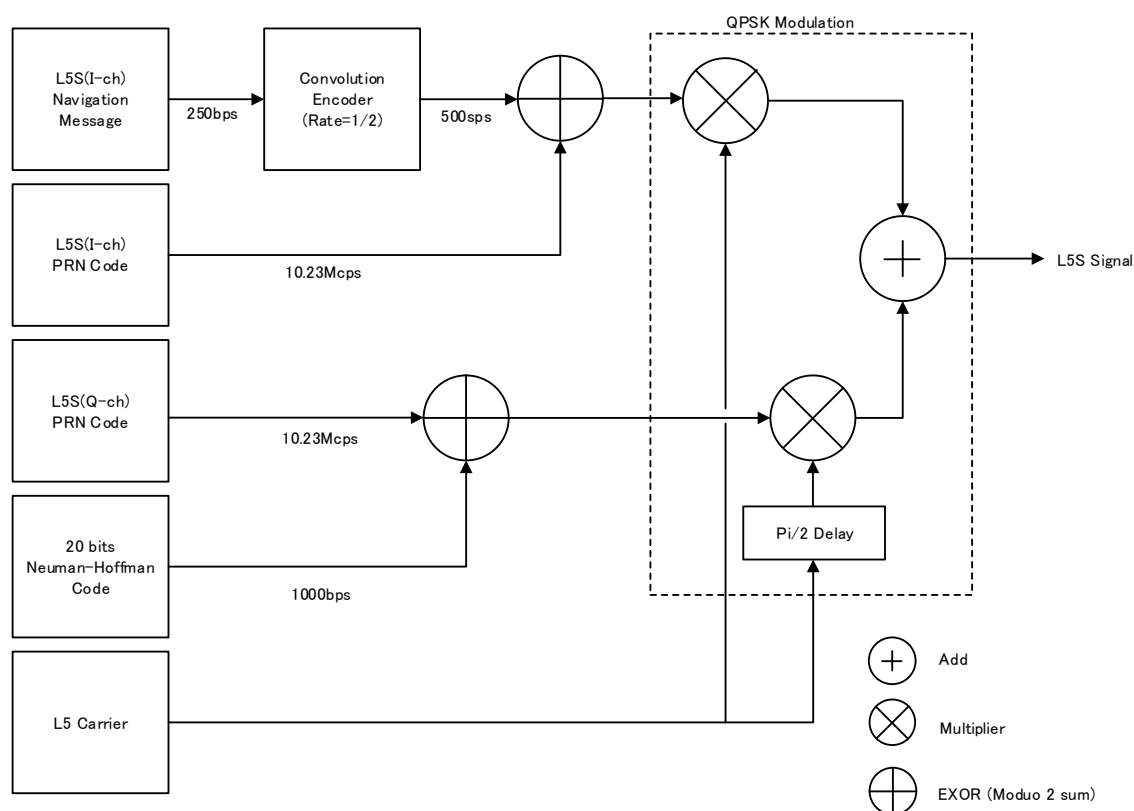 QPSK Modulation
L5S(I-ch)
Navigation
Message
250bps
Convolution
Encoder
(Rate=1/2)
500sps
L5S(I-ch)
PRN Code
10.23Mcps
L5S Signal
L5S(Q-ch)
PRN Code
10.23Mcps
20 bits
Neuman-Hoffman
Code
1000bps
Pi/2 Delay
L5 Carrier
Add
Multiplier
EXOR (Moduo 2 sum)